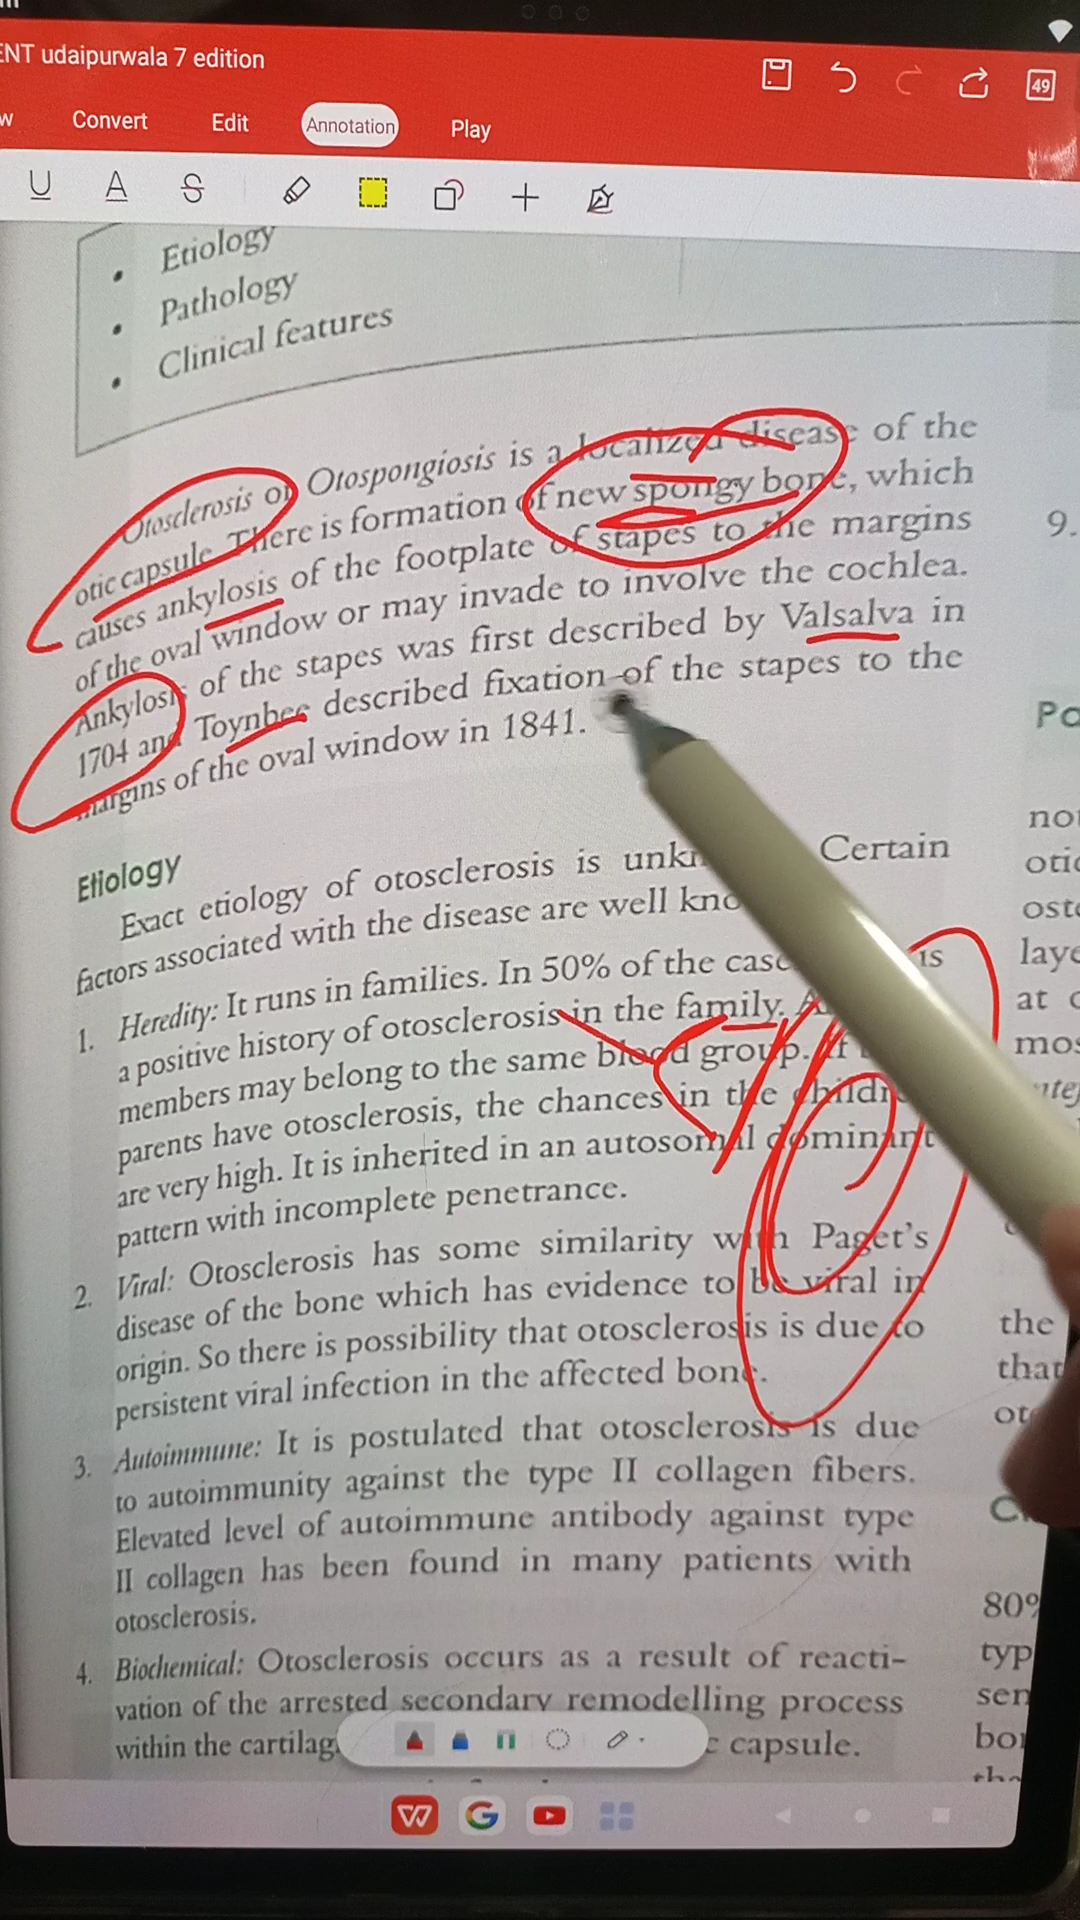 ENT udaipurwala 7 edition
49
w Convert Edit Annotation Play
U A S
• Etiology
• Pathology
• Clinical features
Otosclerosis or Otospongiosis is a localized disease of the
otic capsule. There is formation of new spongy bone, which
causes ankylosis of the footplate of stapes to the margins
of the oval window or may invade to involve the cochlea.
Ankylosis of the stapes was first described by Valsalva in
1704 and Toynbee described fixation of the stapes to the
margins of the oval window in 1841.
Etiology
Exact etiology of otosclerosis is Certain
factors associated with the disease are well
1. Heredity: It runs in families. In 50% of the is
a positive history of otosclerosis in the family.
members may belong to the same blood group. If
parents have otosclerosis, the chances in the
are very high. It is inherited in an autosomal dominant
pattern with incomplete penetrance.
2. Viral: Otosclerosis has some similarity with Paget's
disease of the bone which has evidence to be viral in
origin. So there is possibility that otosclerosis is due to
persistent viral infection in the affected bone.
3. Autoimmune: It is postulated that otosclerosis is due
to autoimmunity against the type II collagen fibers.
Elevated level of autoimmune antibody against type
II collagen has been found in many patients with
otosclerosis.
4. Biochemical: Otosclerosis occurs as a result of reacti-
vation of the arrested secondary remodelling process
within the capsule.
9.
Po
no
otic
oste
laye
at
mos
the
that
ot
80%
typ
sen
bo